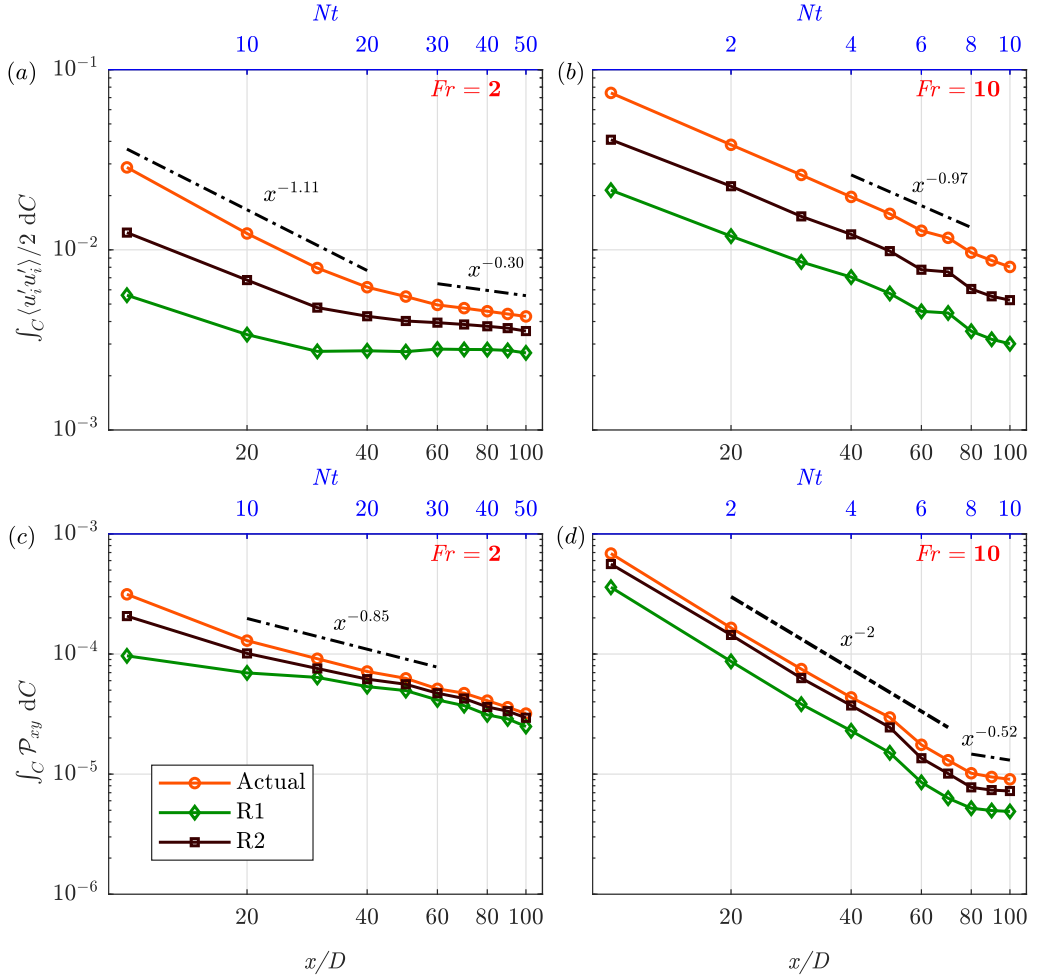 Nt Nt
10 20 30 40 50 2 4 6 8 10
(a) Fr = 2 (b) Fr = 10
10⁻¹
10⁻²
10⁻³
∫_C⟨u′ᵢu′ᵢ⟩/2 dC
x⁻¹·¹¹
x⁻⁰·³⁰
x⁻⁰·⁹⁷
20 40 60 80 100 20 40 60 80 100
Nt Nt
10 20 30 40 50 2 4 6 8 10
(c) Fr = 2 (d) Fr = 10
10⁻³
10⁻⁴
10⁻⁵
10⁻⁶
∫_C 𝒫_xy dC
x⁻⁰·⁸⁵
x⁻²
x⁻⁰·⁵²
Actual
R1
R2
20 40 60 80 100 20 40 60 80 100
x/D x/D